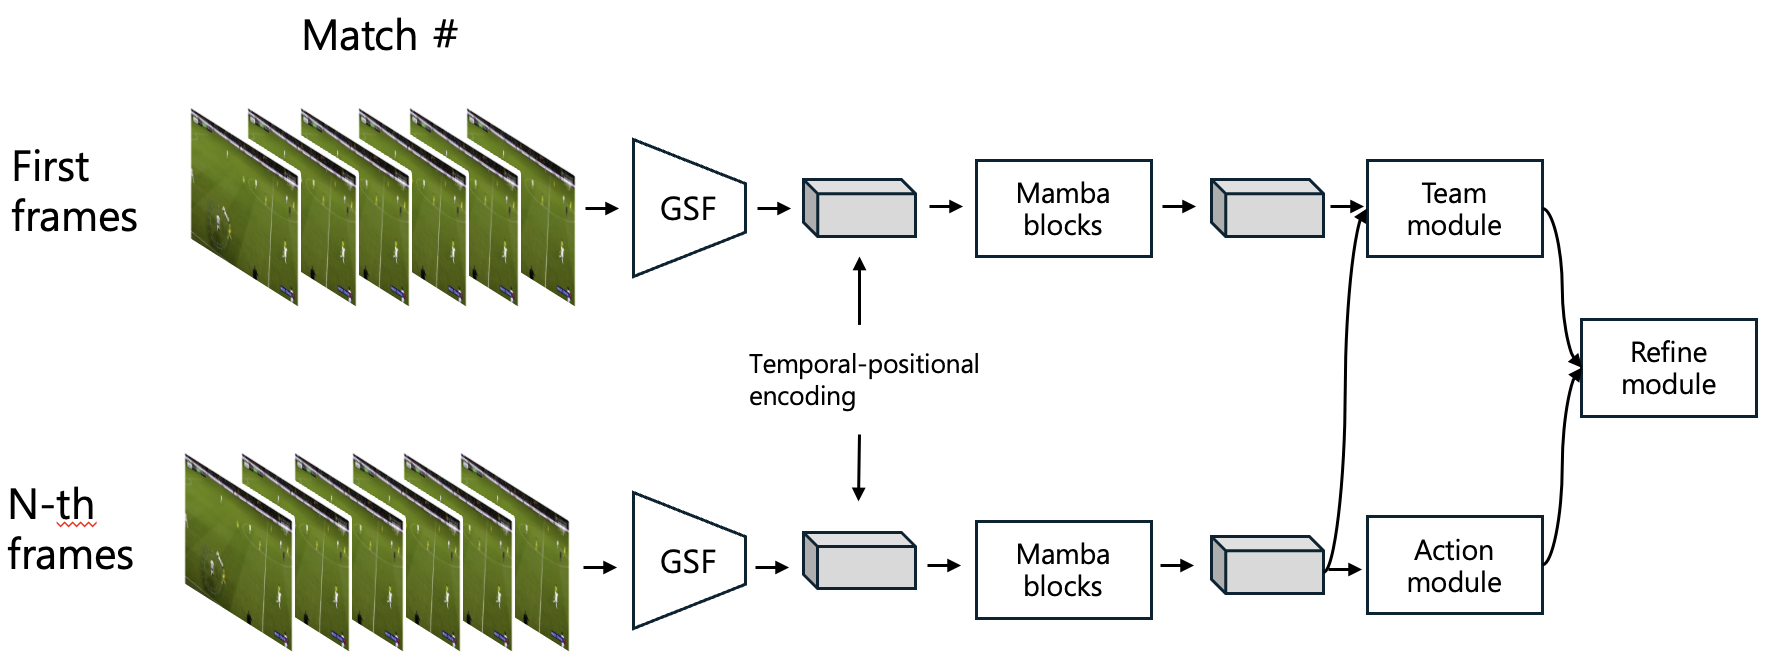 Match #
First
frames
GSF
Mamba
blocks
Team
module
Temporal-positional
encoding
Refine
module
N-th
frames
GSF
Mamba
blocks
Action
module